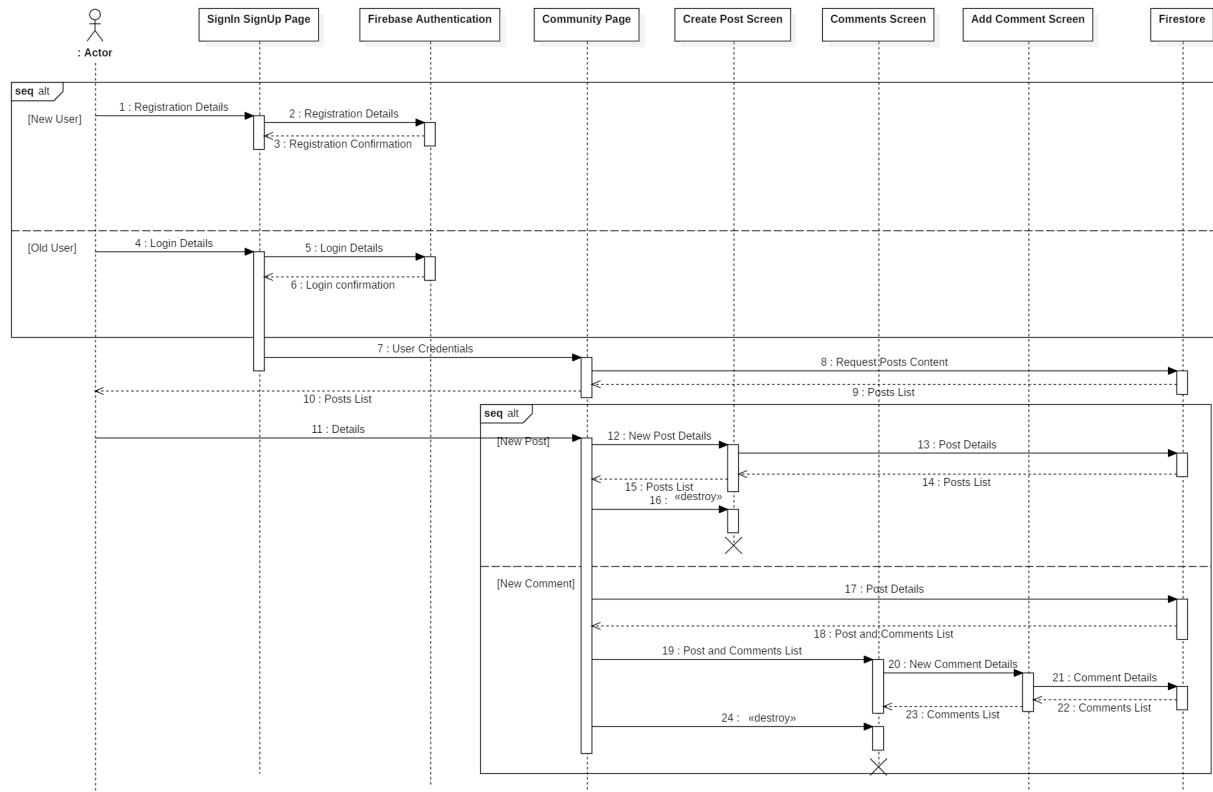 SignIn SignUp Page
Firebase Authentication
Community Page
Create Post Screen
Comments Screen
Add Comment Screen
Firestore
: Actor
seq alt
[New User]
1 : Registration Details
2 : Registration Details
3 : Registration Confirmation
[Old User]
4 : Login Details
5 : Login Details
6 : Login confirmation
7 : User Credentials
8 : Request Posts Content
9 : Posts List
10 : Posts List
seq alt
11 : Details
[New Post]
12 : New Post Details
13 : Post Details
14 : Posts List
15 : Posts List
16 : «destroy»
[New Comment]
17 : Post Details
18 : Post and Comments List
19 : Post and Comments List
20 : New Comment Details
21 : Comment Details
22 : Comments List
23 : Comments List
24 : «destroy»